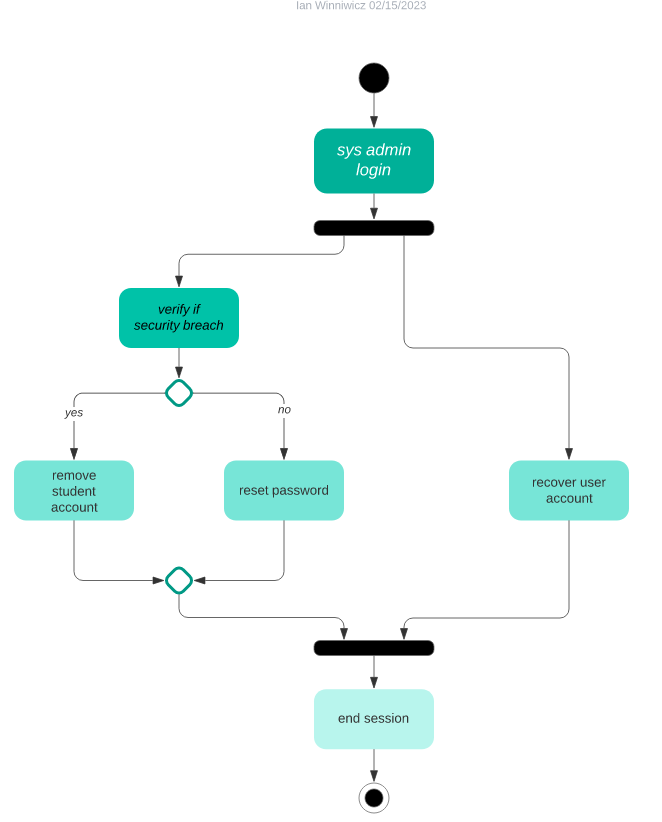 Ian Winniwicz 02/15/2023
sys admin
login
verify if
security breach
yes
no
remove
student
account
reset password
recover user
account
end session